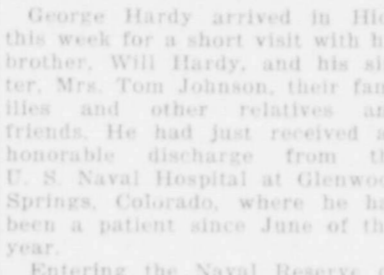 George Hardy arrived in Hic
this week for a short visit with h
brother, Will Hardy, and his sis
ter, Mrs. Tom Johnson, their fam
ilies and other relatives an
friends. He had just received a
honorable discharge from th
U. S. Naval Hospital at Glenwoo
Springs, Colorado, where he ha
been a patient since June of th
year.
Entering the Naval Reserve